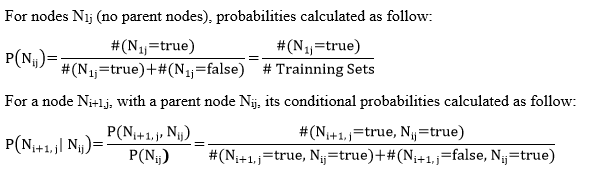 For nodes N1j (no parent nodes), probabilities calculated as follow:
P(Nij)= #(N1j=true) / #(N1j=true)+#(N1j=false) = #(N1j=true) / # Trainning Sets
For a node Ni+1,j, with a parent node Nij, its conditional probabilities calculated as follow:
P(Ni+1, j| Nij)= P(Ni+1, j, Nij) / P(Nij) = #(Ni+1, j=true, Nij=true) / #(Ni+1, j=true, Nij=true)+#(Ni+1, j=false, Nij=true)